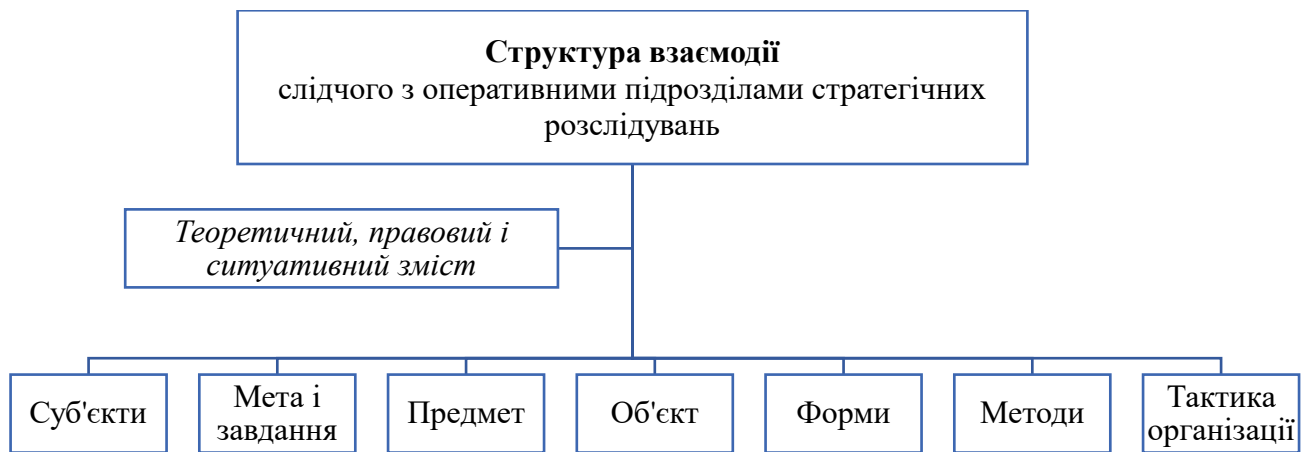 Структура взаємодії
слідчого з оперативними підрозділами стратегічних
розслідувань
Теоретичний, правовий і
ситуативний зміст
Суб'єкти
Мета і
завдання
Предмет
Об'єкт
Форми
Методи
Тактика
організації